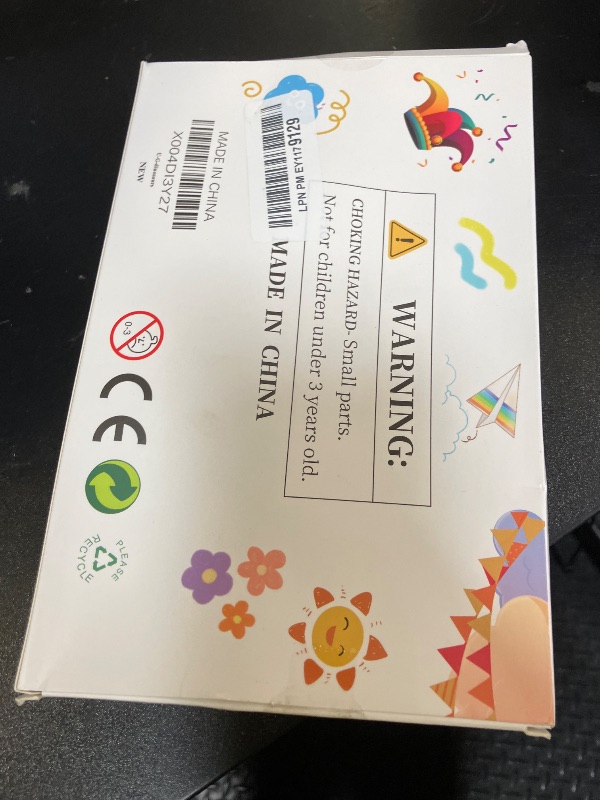 WARNING:
CHOKING HAZARD- Small parts.
Not for children under 3 years old.
MADE IN CHINA
LPN PM EY1179129
MADE IN CHINA
X004DI3Y27
NEW
0-3
CE
PLEASE
RECYCLE